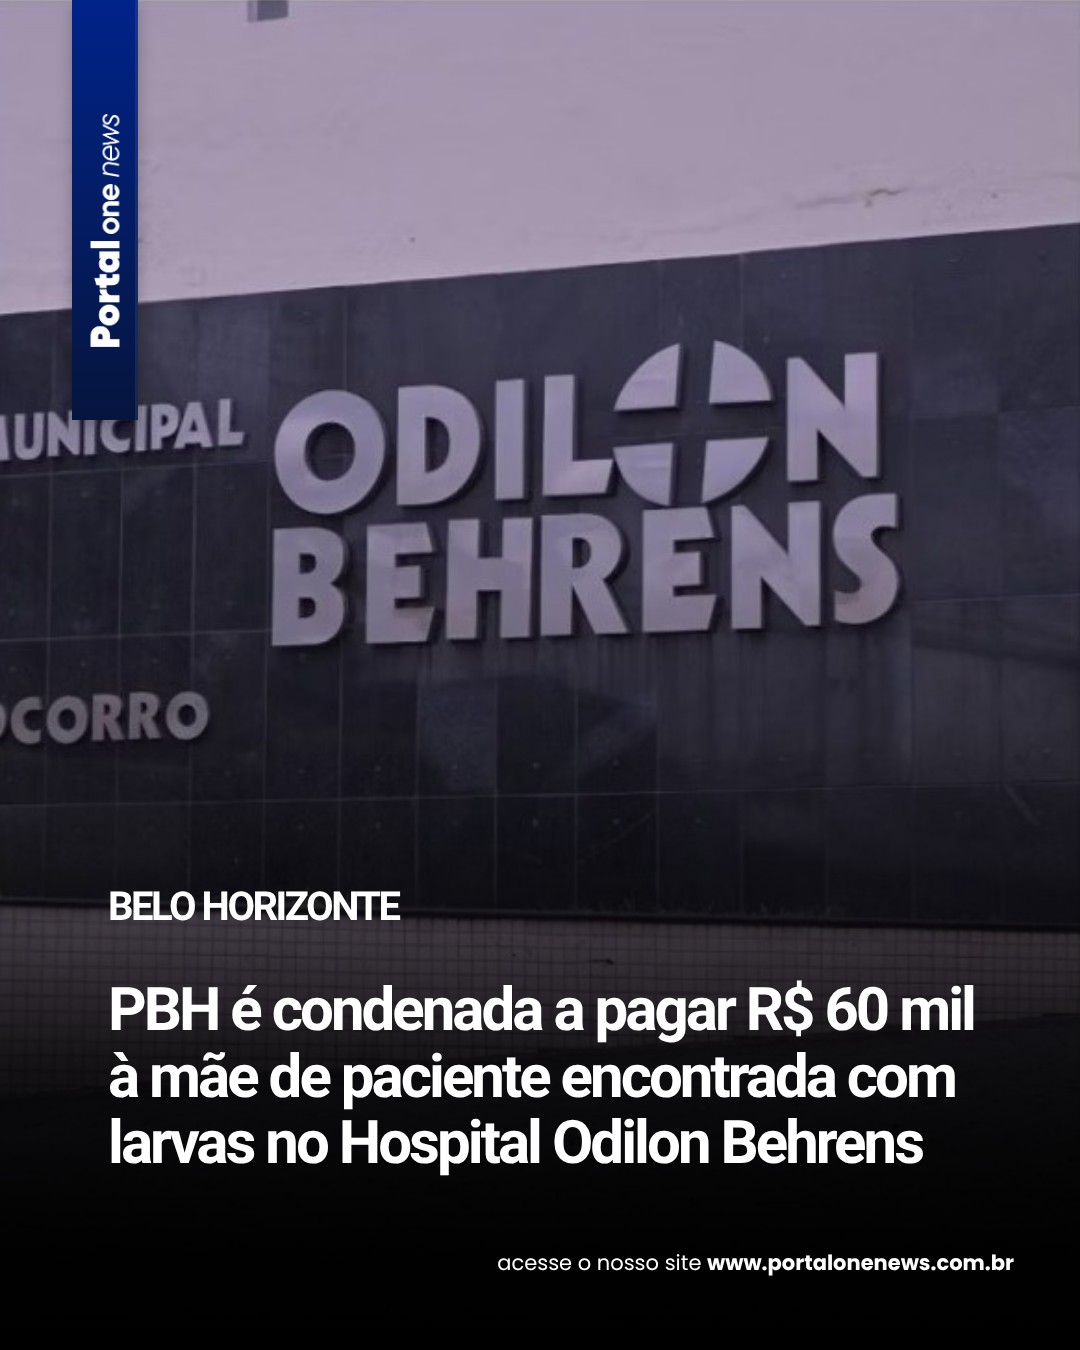 Portal one news
MUNICIPAL
ODILON
BEHRENS
BELO HORIZONTE
PBH é condenada a pagar R$ 60 mil
à mãe de paciente encontrada com
larvas no Hospital Odilon Behrens
acesse o nosso site www.portalonenews.com.br